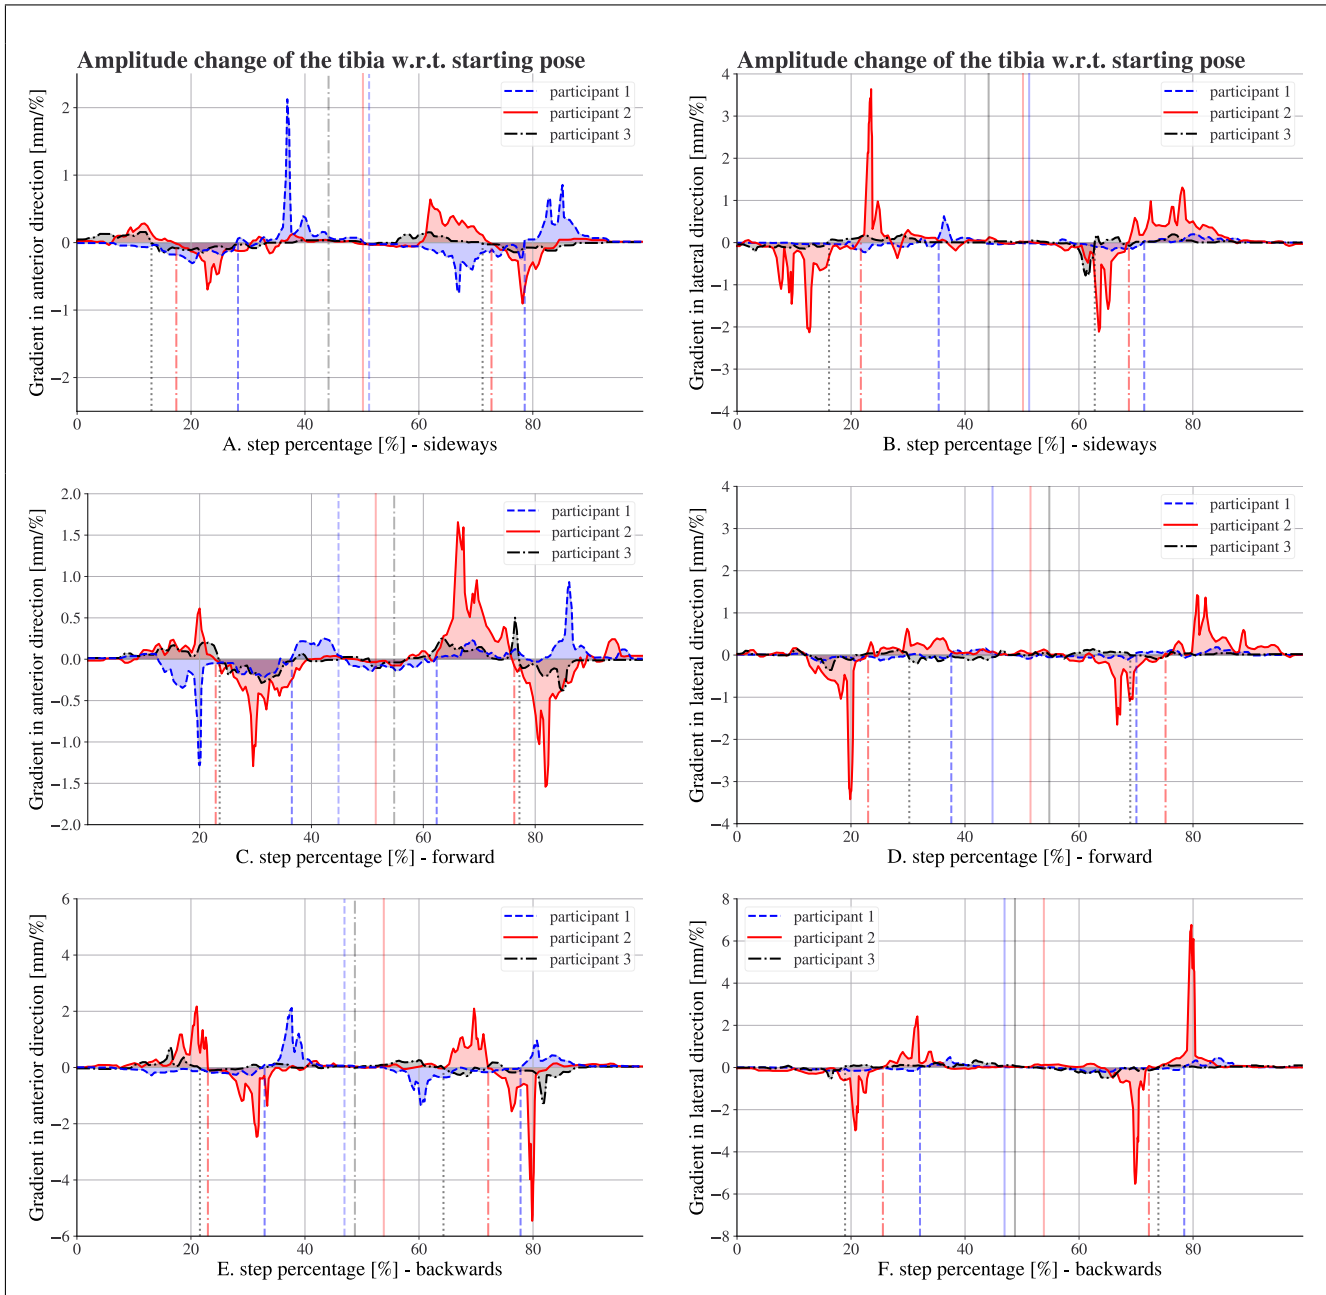 Amplitude change of the tibia w.r.t. starting pose
Gradient in anterior direction [mm/%]
2
1
0
−1
−2
participant 1
participant 2
participant 3
0
20
40
60
80
A. step percentage [%] - sideways
Amplitude change of the tibia w.r.t. starting pose
Gradient in lateral direction [mm/%]
4
3
2
1
0
−1
−2
−3
−4
participant 1
participant 2
participant 3
0
20
40
60
80
B. step percentage [%] - sideways
Gradient in anterior direction [mm/%]
2.0
1.5
1.0
0.5
0.0
−0.5
−1.0
−1.5
−2.0
participant 1
participant 2
participant 3
20
40
60
80
C. step percentage [%] - forward
Gradient in lateral direction [mm/%]
4
3
2
1
0
−1
−2
−3
−4
participant 1
participant 2
participant 3
0
20
40
60
80
D. step percentage [%] - forward
Gradient in anterior direction [mm/%]
6
4
2
0
−2
−4
−6
participant 1
participant 2
participant 3
0
20
40
60
80
E. step percentage [%] - backwards
Gradient in lateral direction [mm/%]
8
6
4
2
0
−2
−4
−6
−8
participant 1
participant 2
participant 3
0
20
40
60
80
F. step percentage [%] - backwards